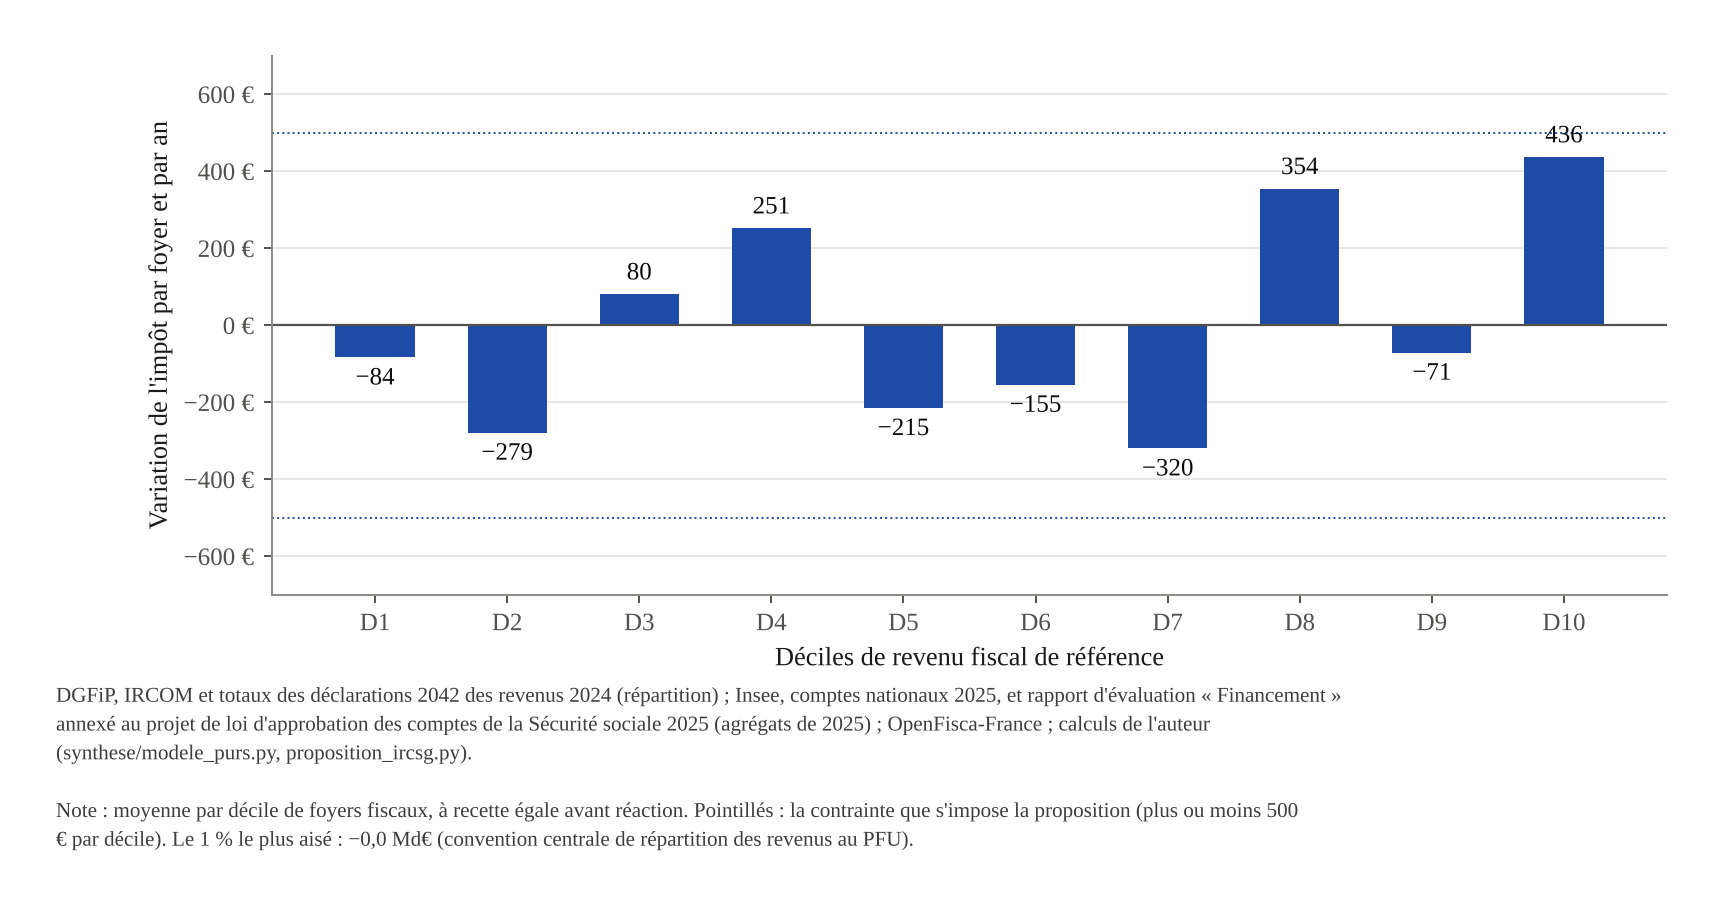 Variation de l'impôt par foyer et par an
600 €
400 €
200 €
0 €
−200 €
−400 €
−600 €
−84
−279
80
251
−215
−155
−320
354
−71
436
D1 D2 D3 D4 D5 D6 D7 D8 D9 D10
Déciles de revenu fiscal de référence
DGFiP, IRCOM et totaux des déclarations 2042 des revenus 2024 (répartition) ; Insee, comptes nationaux 2025, et rapport d'évaluation « Financement »
annexé au projet de loi d'approbation des comptes de la Sécurité sociale 2025 (agrégats de 2025) ; OpenFisca-France ; calculs de l'auteur
(synthese/modele_purs.py, proposition_ircsg.py).
Note : moyenne par décile de foyers fiscaux, à recette égale avant réaction. Pointillés : la contrainte que s'impose la proposition (plus ou moins 500
€ par décile). Le 1 % le plus aisé : −0,0 Md€ (convention centrale de répartition des revenus au PFU).